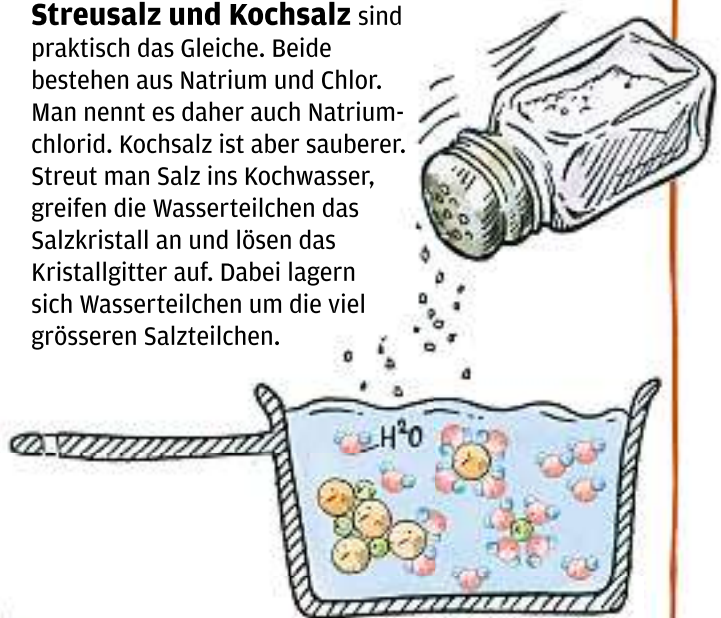 Streusalz und Kochsalz sind
praktisch das Gleiche. Beide
bestehen aus Natrium und Chlor.
Man nennt es daher auch Natrium-
chlorid. Kochsalz ist aber sauberer.
Streut man Salz ins Kochwasser,
greifen die Wasserteilchen das
Salzkristall an und lösen das
Kristallgitter auf. Dabei lagern
sich Wasserteilchen um die viel
grösseren Salzteilchen.
H²O